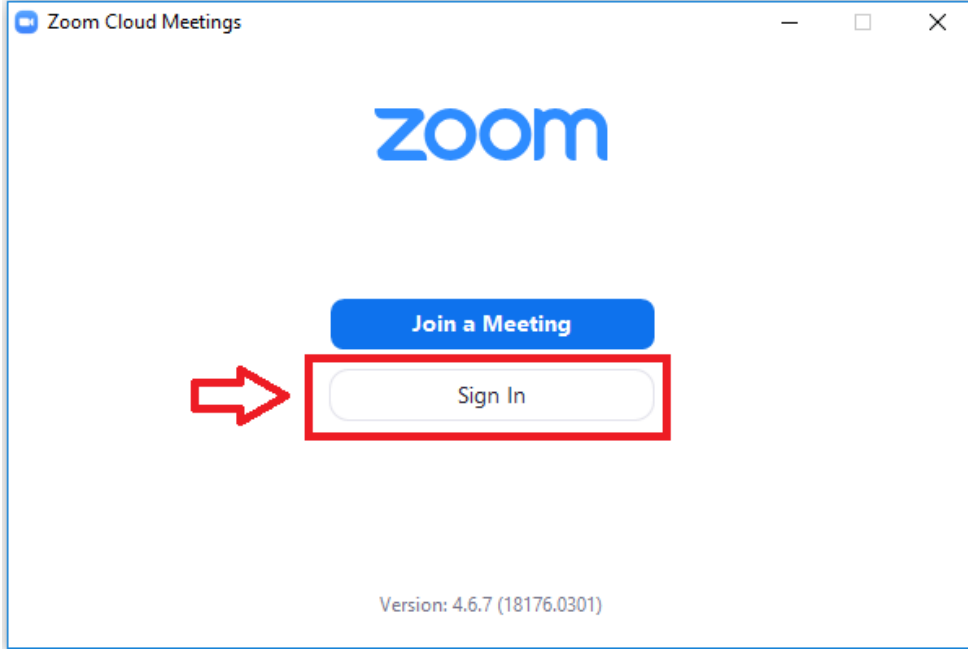 Zoom Cloud Meetings
zoom
Join a Meeting
Sign In
Version: 4.6.7 (18176.0301)